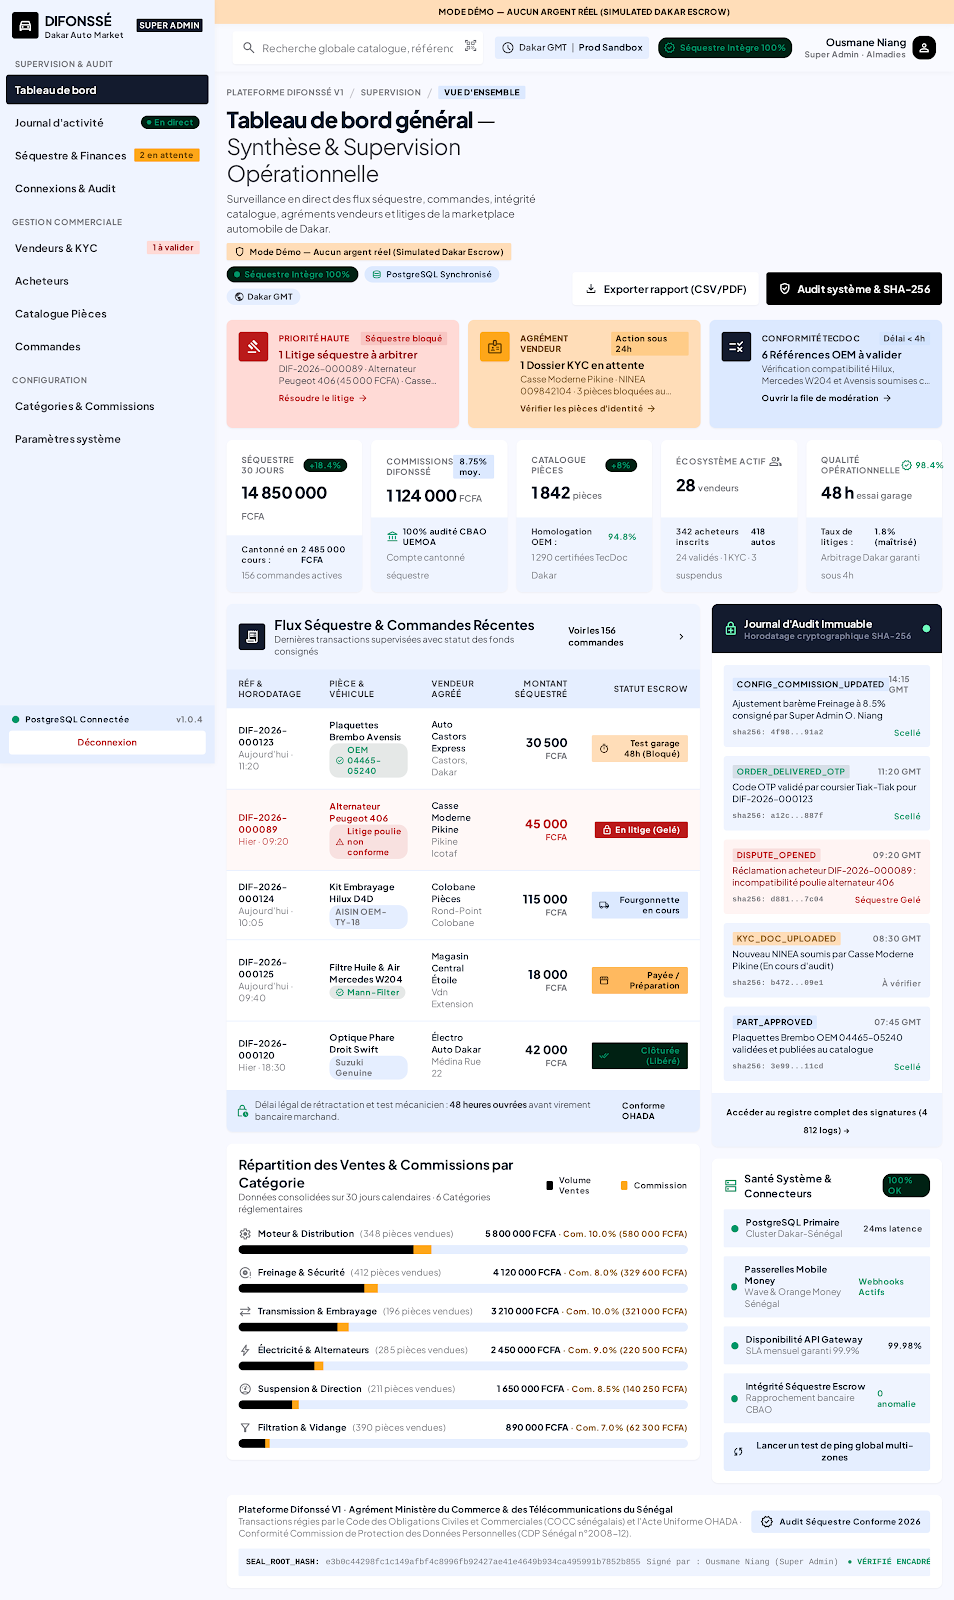 MODE DÉMO — AUCUN ARGENT RÉEL (SIMULATED DAKAR ESCROW)
DIFONSSÉ
Dakar Auto Market
SUPER ADMIN
SUPERVISION & AUDIT
Tableau de bord
Journal d'activité
En direct
Séquestre & Finances
2 en attente
Connexions & Audit
GESTION COMMERCIALE
Vendeurs & KYC
1 à valider
Acheteurs
Catalogue Pièces
Commandes
CONFIGURATION
Catégories & Commissions
Paramètres système
PostgreSQL Connectée
v1.0.4
Déconnexion
Recherche globale catalogue, référenc
Dakar GMT | Prod Sandbox
Séquestre Intègre 100%
Ousmane Niang
Super Admin · Almadies
PLATEFORME DIFONSSÉ V1 / SUPERVISION / VUE D'ENSEMBLE
Tableau de bord général —
Synthèse & Supervision
Opérationnelle
Surveillance en direct des flux séquestre, commandes, intégrité
catalogue, agréments vendeurs et litiges de la marketplace
automobile de Dakar.
Mode Démo — Aucun argent réel (Simulated Dakar Escrow)
Séquestre Intègre 100%
PostgreSQL Synchronisé
Dakar GMT
Exporter rapport (CSV/PDF)
Audit système & SHA-256
PRIORITÉ HAUTE
Séquestre bloqué
1 Litige séquestre à arbitrer
DIF-2026-000089 · Alternateur
Peugeot 406 (45 000 FCFA) · Casse...
Résoudre le litige →
AGRÉMENT
VENDEUR
Action sous
24h
1 Dossier KYC en attente
Casse Moderne Pikine · NINEA
009842104 · 3 pièces bloquées au...
Vérifier les pièces d'identité →
CONFORMITÉ TECDOC
Délai < 4h
6 Références OEM à valider
Vérification compatibilité Hilux,
Mercedes W204 et Avensis soumises c...
Ouvrir la file de modération →
SÉQUESTRE
30 JOURS
+18.4%
14 850 000
FCFA
Cantonné en
cours :
2 485 000
FCFA
156 commandes actives
COMMISSIONS
DIFONSSÉ
8.75%
moy.
1 124 000 FCFA
100% audité CBAO
UEMOA
Compte cantonné
séquestre
CATALOGUE
PIÈCES
+8%
1 842 pièces
Homologation
OEM :
94.8%
1 290 certifiées TecDoc
Dakar
ÉCOSYSTÈME ACTIF
28 vendeurs
342 acheteurs
inscrits
418
autos
24 validés · 1 KYC · 3
suspendus
QUALITÉ
OPÉRATIONNELLE
98.4%
48 h essai garage
Taux de
litiges :
1.8%
(maîtrisé)
Arbitrage Dakar garanti
sous 4h
Flux Séquestre & Commandes Récentes
Dernières transactions supervisées avec statut des fonds
consignés
Voir les 156
commandes
RÉF &
HORODATAGE
PIÈCE &
VÉHICULE
VENDEUR
AGRÉÉ
MONTANT
SÉQUESTRÉ
STATUT ESCROW
DIF-2026-
000123
Aujourd'hui ·
11:20
Plaquettes
Brembo Avensis
OEM
04465-
05240
Auto
Castors
Express
Castors,
Dakar
30 500
FCFA
Test garage
48h (Bloqué)
DIF-2026-
000089
Hier · 09:20
Alternateur
Peugeot 406
Litige poulie
non
conforme
Casse
Moderne
Pikine
Pikine
Icotaf
45 000
FCFA
En litige (Gelé)
DIF-2026-
000124
Aujourd'hui ·
10:05
Kit Embrayage
Hilux D4D
AISIN OEM-
TY-18
Colobane
Pièces
Rond-Point
Colobane
115 000
FCFA
Fourgonnette
en cours
DIF-2026-
000125
Aujourd'hui ·
09:40
Filtre Huile & Air
Mercedes W204
Mann-Filter
Magasin
Central
Étoile
Vdn
Extension
18 000
FCFA
Payée /
Préparation
DIF-2026-
000120
Hier · 18:30
Optique Phare
Droit Swift
Suzuki
Genuine
Électro
Auto Dakar
Médina Rue
22
42 000
FCFA
Clôturée
(Libéré)
Délai légal de rétractation et test mécanicien : 48 heures ouvrées avant virement
bancaire marchand.
Conforme
OHADA
Journal d'Audit Immuable
Horodatage cryptographique SHA-256
CONFIG_COMMISSION_UPDATED
14:15
GMT
Ajustement barème Freinage à 8.5%
consigné par Super Admin O. Niang
sha256: 4f98...91a2
Scellé
ORDER_DELIVERED_OTP
11:20 GMT
Code OTP validé par coursier Tiak-Tiak pour
DIF-2026-000123
sha256: a12c...887f
Scellé
DISPUTE_OPENED
09:20 GMT
Réclamation acheteur DIF-2026-000089 :
incompatibilité poulie alternateur 406
sha256: d881...7c04
Séquestre Gelé
KYC_DOC_UPLOADED
08:30 GMT
Nouveau NINEA soumis par Casse Moderne
Pikine (En cours d'audit)
sha256: b472...09e1
À vérifier
PART_APPROVED
07:45 GMT
Plaquettes Brembo OEM 04465-05240
validées et publiées au catalogue
sha256: 3e99...11cd
Scellé
Accéder au registre complet des signatures (4
812 logs) →
Répartition des Ventes & Commissions par
Catégorie
Données consolidées sur 30 jours calendaires · 6 Catégories
réglementaires
Volume
Ventes
Commission
Moteur & Distribution (348 pièces vendues)
5 800 000 FCFA · Com. 10.0% (580 000 FCFA)
Freinage & Sécurité (412 pièces vendues)
4 120 000 FCFA · Com. 8.0% (329 600 FCFA)
Transmission & Embrayage (196 pièces vendues)
3 210 000 FCFA · Com. 10.0% (321 000 FCFA)
Électricité & Alternateurs (285 pièces vendues)
2 450 000 FCFA · Com. 9.0% (220 500 FCFA)
Suspension & Direction (211 pièces vendues)
1 650 000 FCFA · Com. 8.5% (140 250 FCFA)
Filtration & Vidange (390 pièces vendues)
890 000 FCFA · Com. 7.0% (62 300 FCFA)
Santé Système &
Connecteurs
100%
OK
PostgreSQL Primaire
Cluster Dakar-Sénégal
24ms latence
Passerelles Mobile
Money
Wave & Orange Money
Sénégal
Webhooks
Actifs
Disponibilité API Gateway
SLA mensuel garanti 99.9%
99.98%
Intégrité Séquestre Escrow
Rapprochement bancaire
CBAO
0
anomalie
Lancer un test de ping global multi-
zones
Plateforme Difonssé V1 · Agrément Ministère du Commerce & des Télécommunications du Sénégal
Transactions régies par le Code des Obligations Civiles et Commerciales (COCC sénégalais) et l'Acte Uniforme OHADA ·
Conformité Commission de Protection des Données Personnelles (CDP Sénégal n°2008-12).
Audit Séquestre Conforme 2026
SEAL_ROOT_HASH: e3b0c44298fc1c149afbf4c8996fb92427ae41e4649b934ca495991b7852b855 Signé par : Ousmane Niang (Super Admin) ● VÉRIFIÉ ENCADRÉ